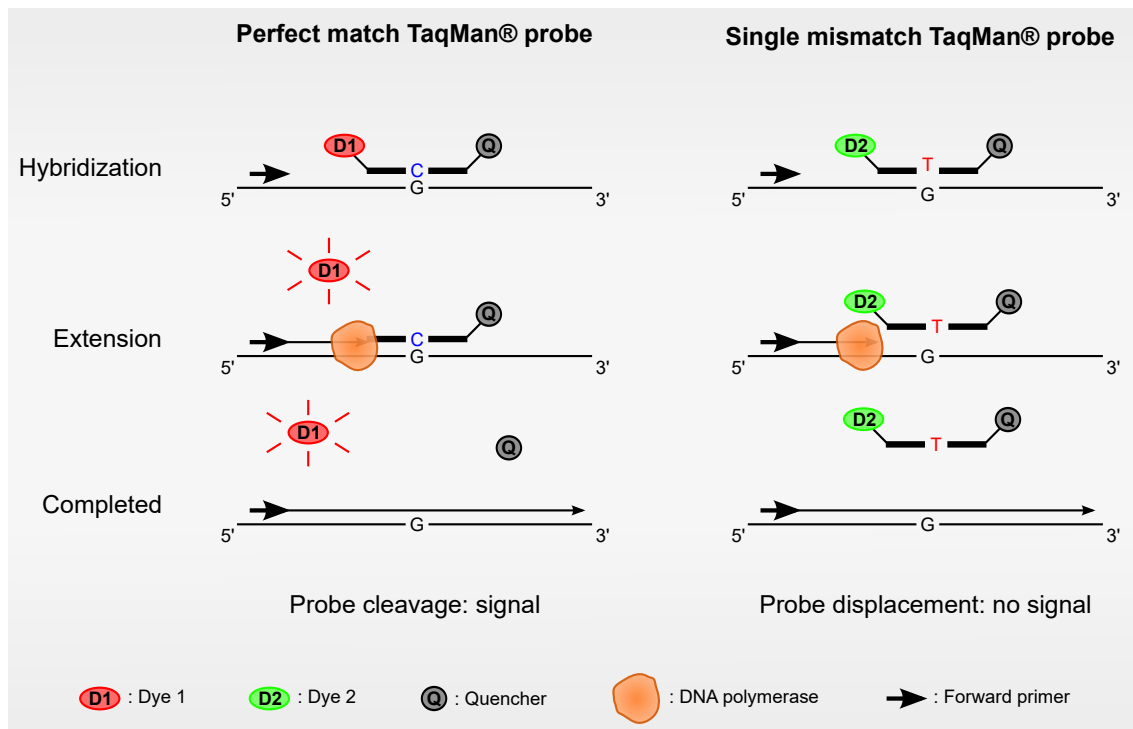 Perfect match TaqMan® probe
Single mismatch TaqMan® probe
Hybridization
D1
Q
C
G
5'
3'
D2
Q
T
G
5'
3'
D1
Extension
Q
C
G
5'
3'
D2
Q
T
G
5'
3'
D1
Q
D2
Q
T
Completed
G
5'
3'
G
5'
3'
Probe cleavage: signal
Probe displacement: no signal
D1 : Dye 1
D2 : Dye 2
Q : Quencher
: DNA polymerase
: Forward primer